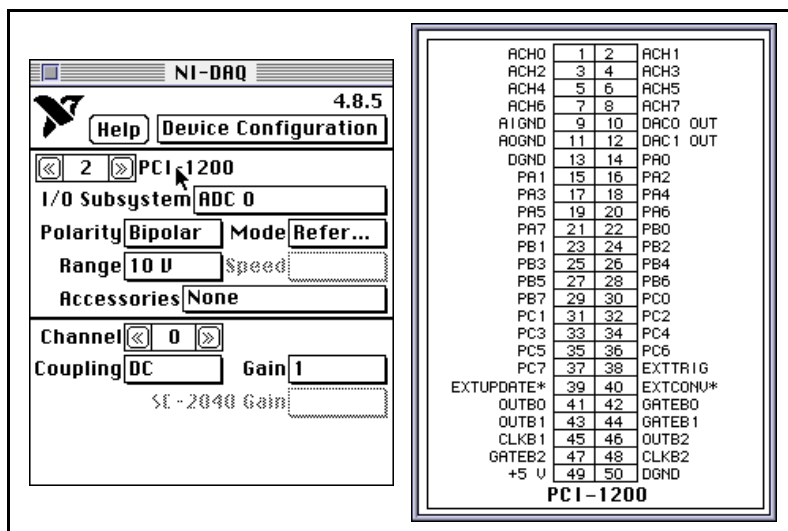 NI-DAQ
4.8.5
Help Device Configuration
2 PCI-1200
I/O Subsystem ADC 0
Polarity Bipolar Mode Refer...
Range 10 V Speed
Accessories None
Channel 0
Coupling DC Gain 1
SC-2040 Gain
ACH0 1 2 ACH1
ACH2 3 4 ACH3
ACH4 5 6 ACH5
ACH6 7 8 ACH7
AIGND 9 10 DAC0 OUT
AOGND 11 12 DAC1 OUT
DGND 13 14 PA0
PA1 15 16 PA2
PA3 17 18 PA4
PA5 19 20 PA6
PA7 21 22 PB0
PB1 23 24 PB2
PB3 25 26 PB4
PB5 27 28 PB6
PB7 29 30 PC0
PC1 31 32 PC2
PC3 33 34 PC4
PC5 35 36 PC6
PC7 37 38 EXTTRIG
EXTUPDATE* 39 40 EXTCONV*
OUTB0 41 42 GATEB0
OUTB1 43 44 GATEB1
CLKB1 45 46 OUTB2
GATEB2 47 48 CLKB2
+5 V 49 50 DGND
PCI-1200